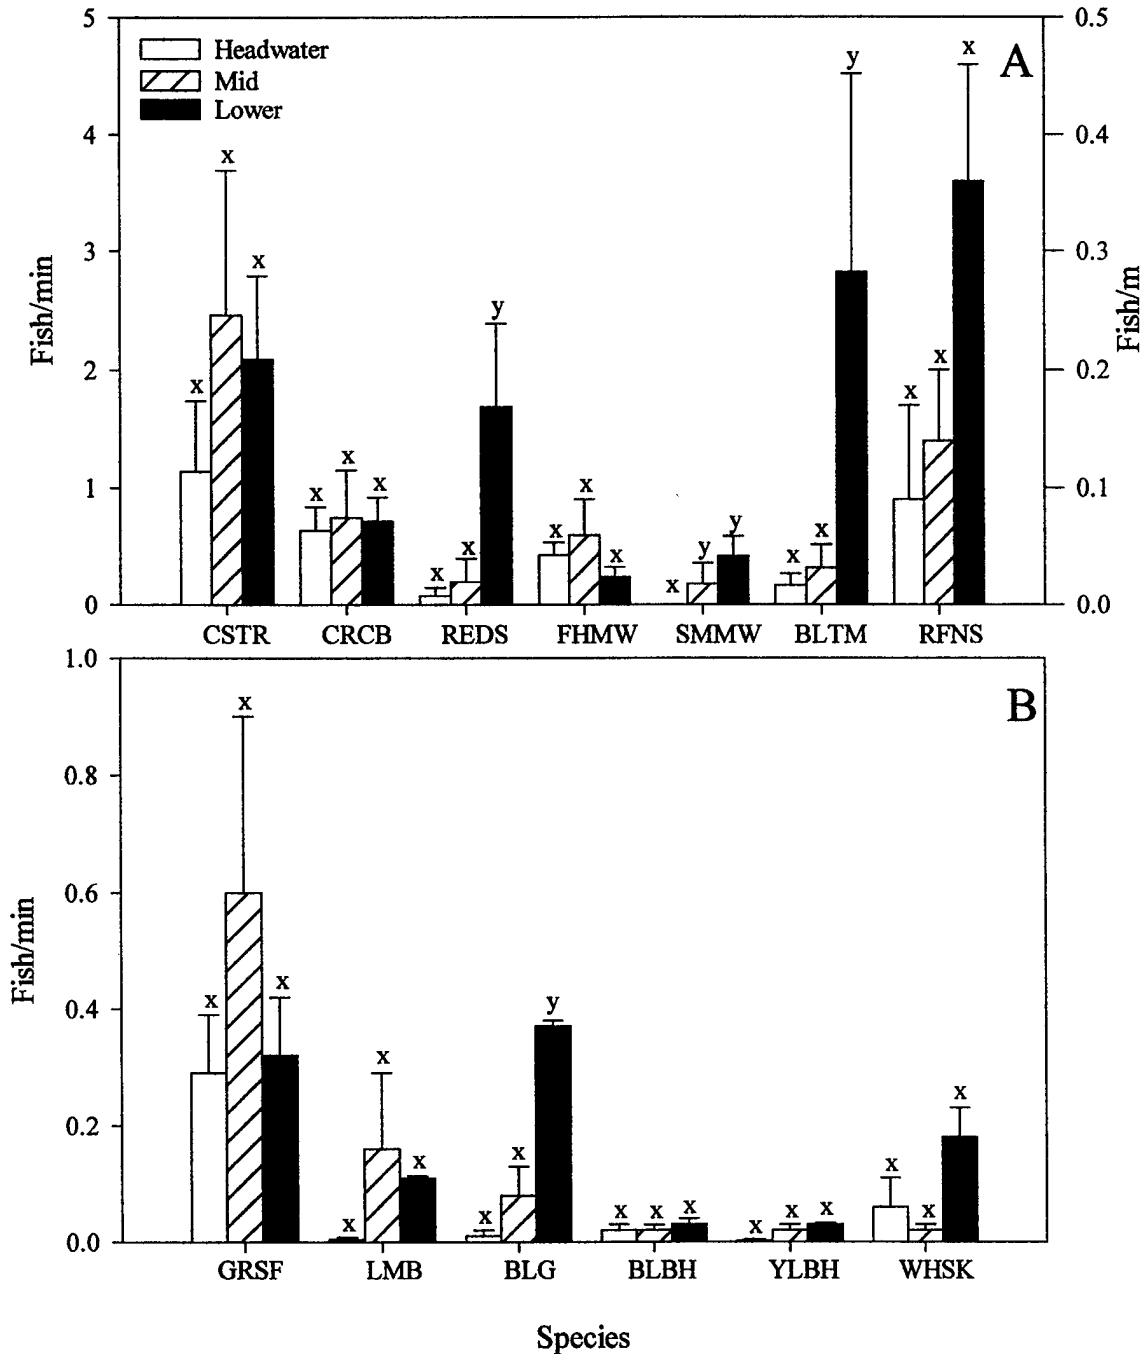 Headwater
Mid
Lower
A
5
4
3
2
1
0
Fish/min
0.5
0.4
0.3
0.2
0.1
0.0
Fish/m
x x x
x x x
x x y
x x x
x y y
x x y
x x x
CSTR CRCB REDS FHMW SMMW BLTM RFNS
B
1.0
0.8
0.6
0.4
0.2
0.0
Fish/min
x x x
x x x
x x y
x x x
x x x
x x x
GRSF LMB BLG BLBH YLBH WHSK
Species